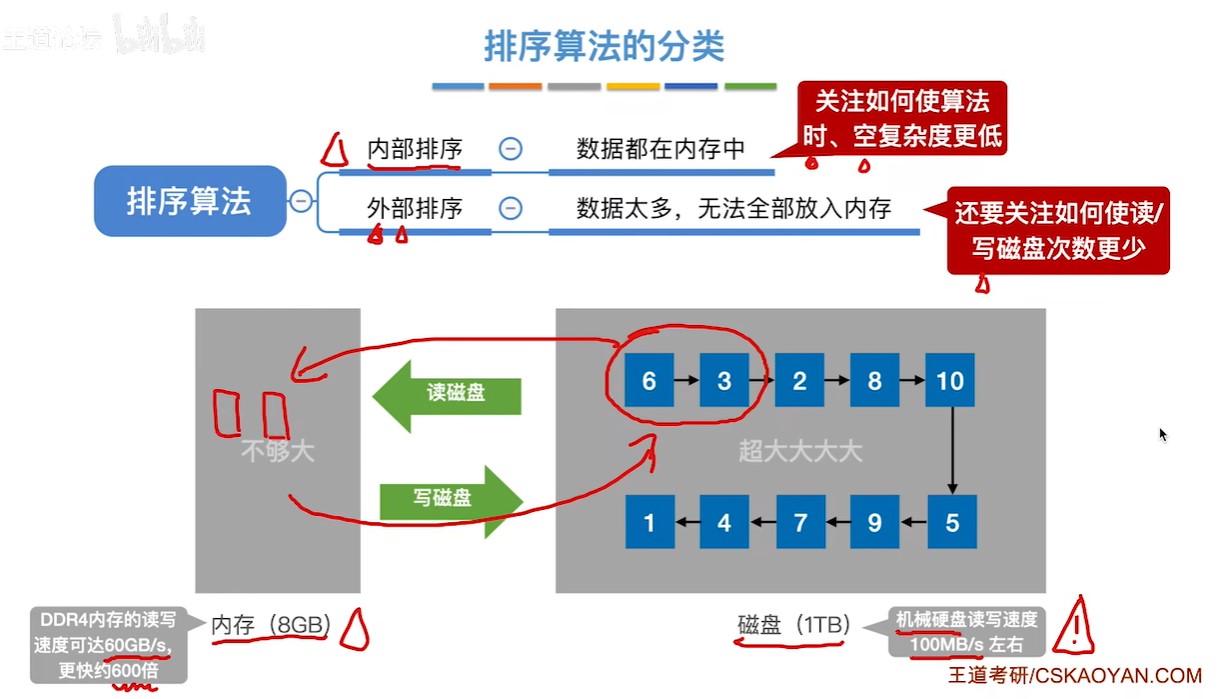 王道论坛 bilibili
排序算法的分类
关注如何使算法
时、空复杂度更低
内部排序
数据都在内存中
排序算法
外部排序
数据太多，无法全部放入内存
还要关注如何使读/
写磁盘次数更少
6
3
2
8
10
读磁盘
不够大
超大大大大
写磁盘
1
4
7
9
5
DDR4内存的读写
速度可达60GB/s，
更快约600倍
内存（8GB）
磁盘（1TB）
机械硬盘读写速度
100MB/s 左右
王道考研/CSKAOYAN.COM